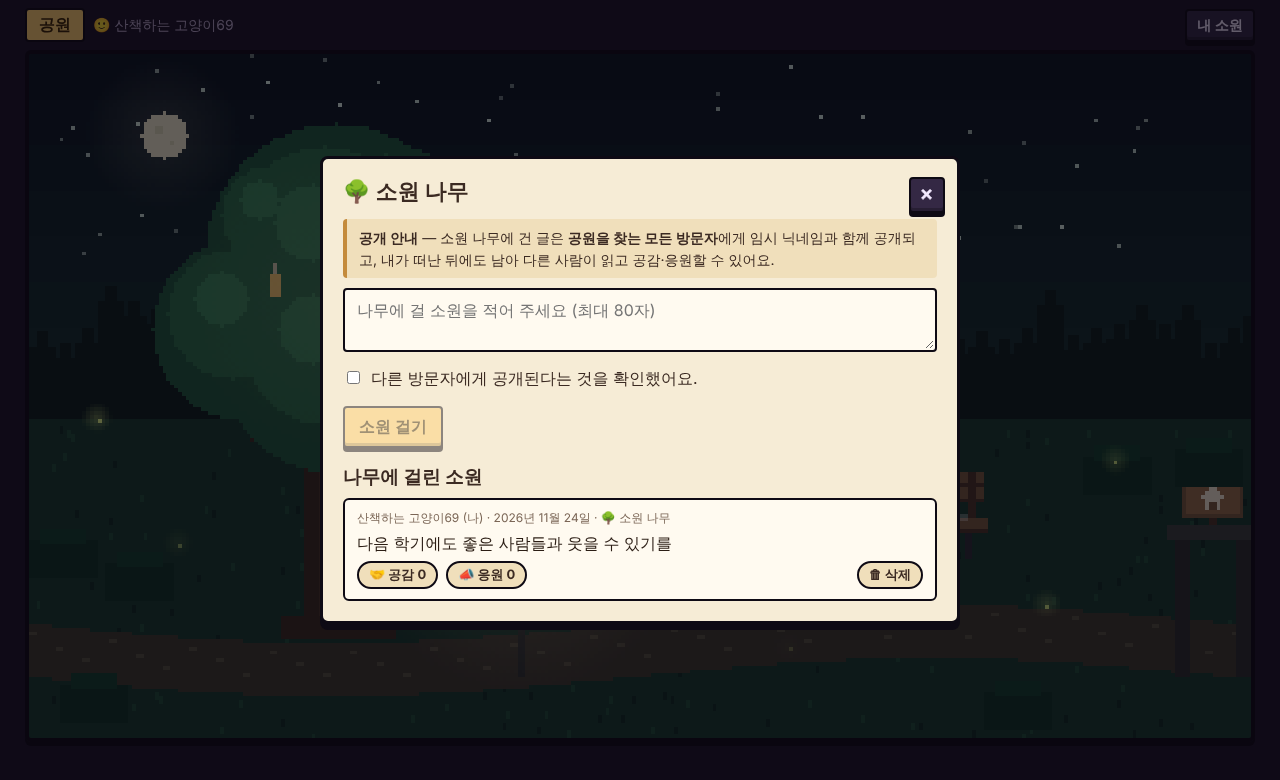 공원 🙂 산책하는 고양이69 내 소원
🌳 소원 나무 ×
공개 안내 — 소원 나무에 건 글은 공원을 찾는 모든 방문자에게 임시 닉네임과 함께 공개되
고, 내가 떠난 뒤에도 남아 다른 사람이 읽고 공감·응원할 수 있어요.
나무에 걸 소원을 적어 주세요 (최대 80자)
다른 방문자에게 공개된다는 것을 확인했어요.
소원 걸기
나무에 걸린 소원
산책하는 고양이69 (나) · 2026년 11월 24일 · 🌳 소원 나무
다음 학기에도 좋은 사람들과 웃을 수 있기를
🤝 공감 0 📣 응원 0 🗑 삭제